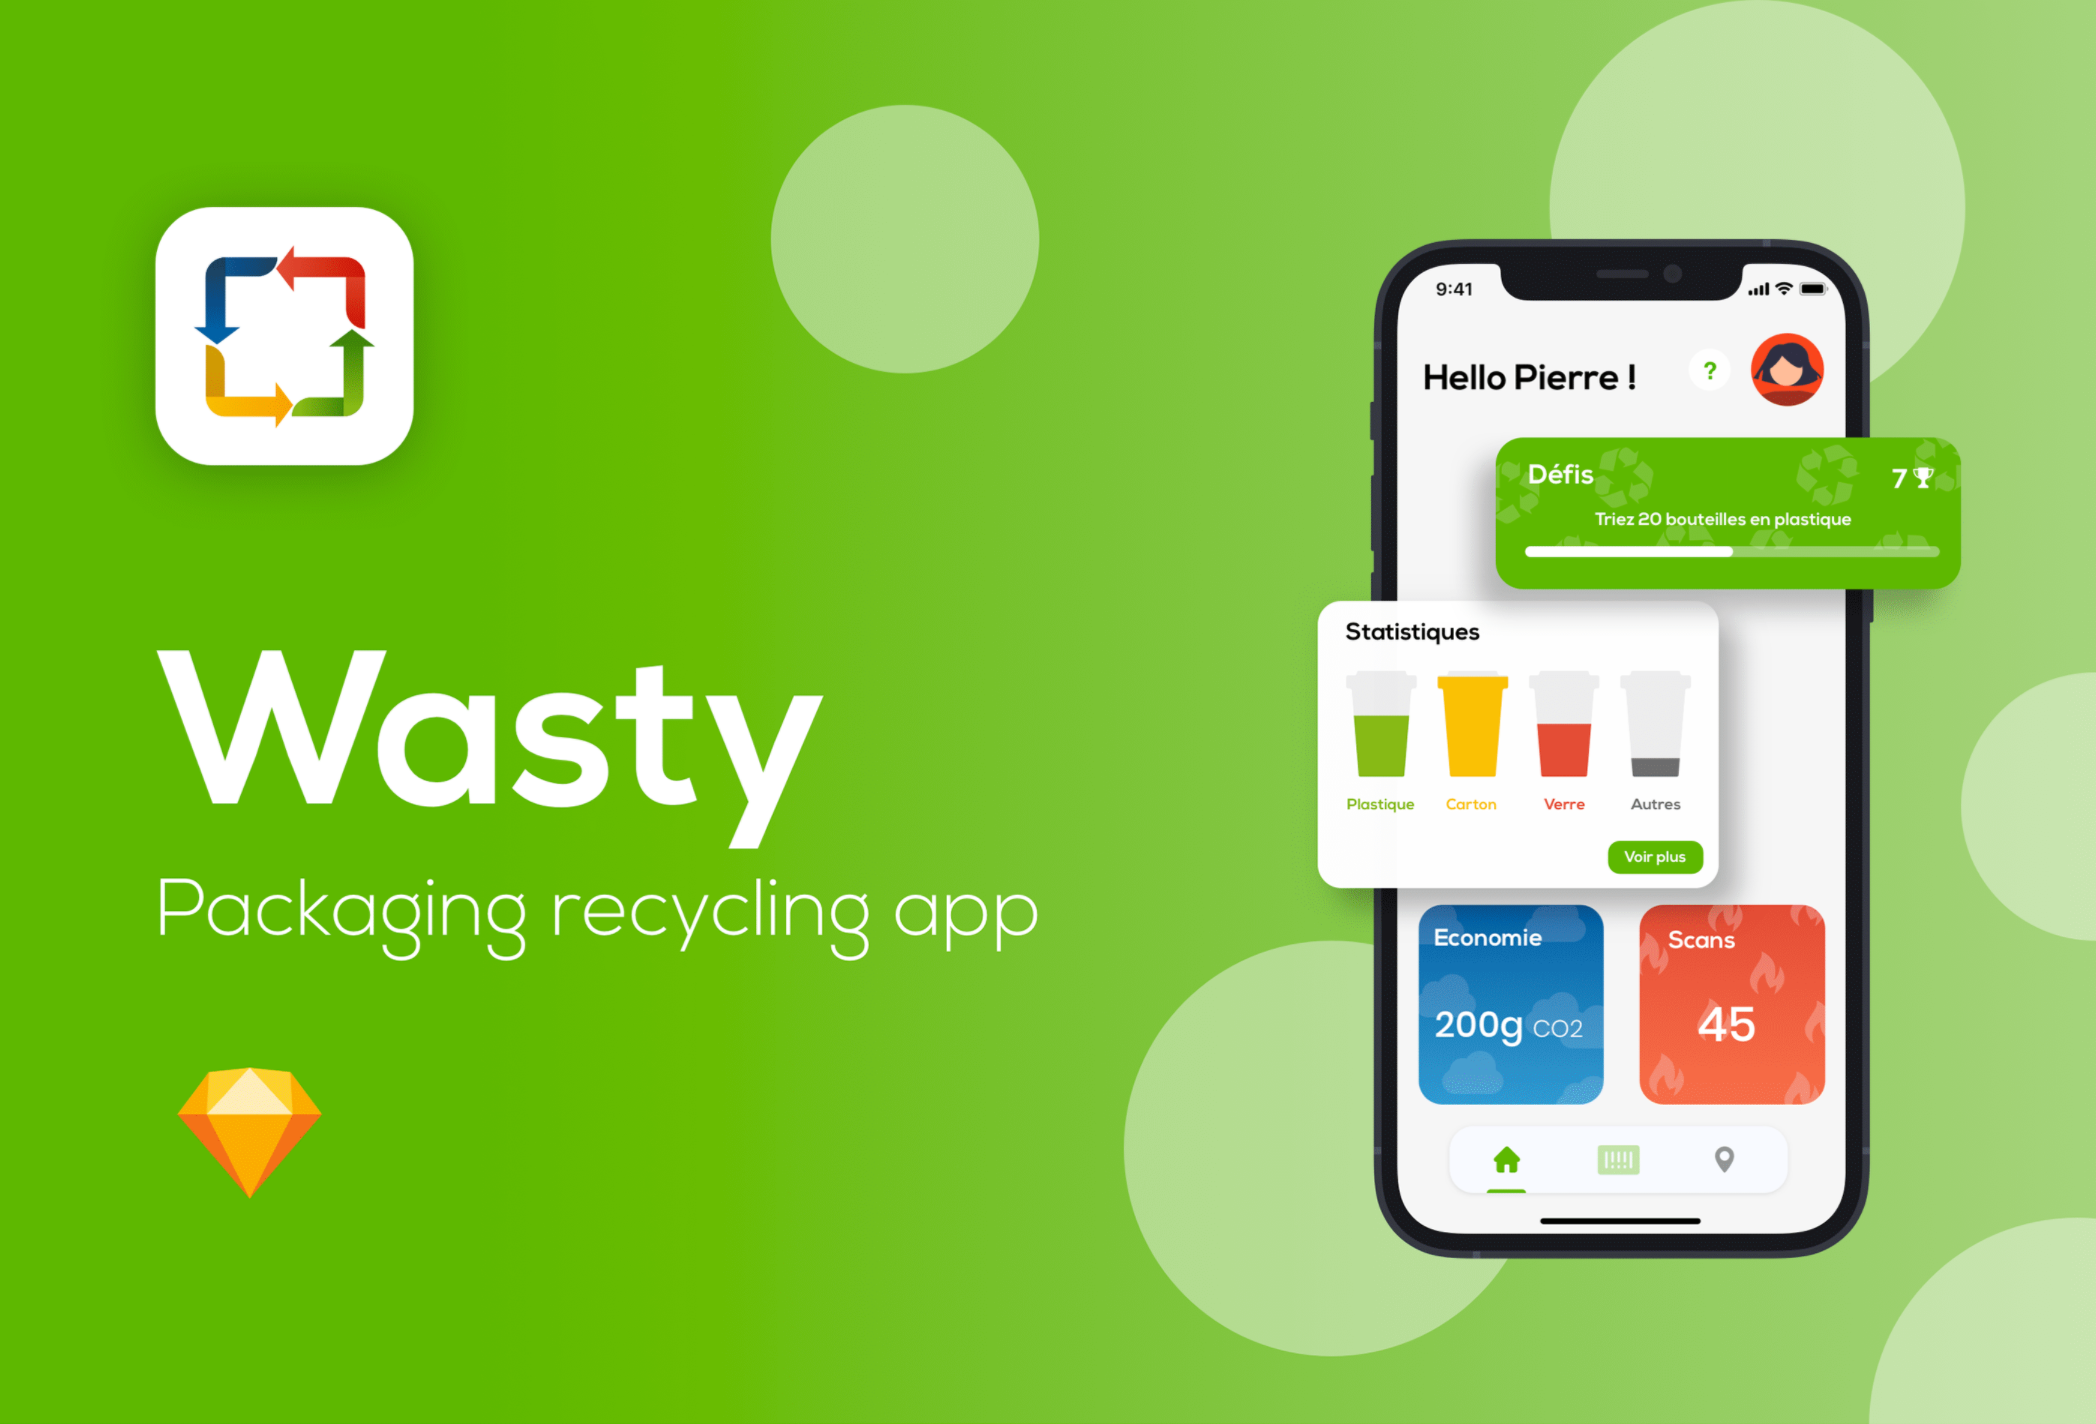 Wasty
Packaging recycling app
9:41
Hello Pierre !
?
Défis
7
Triez 20 bouteilles en plastique
Statistiques
Plastique Carton Verre Autres
Voir plus
Economie
200g CO2
Scans
45